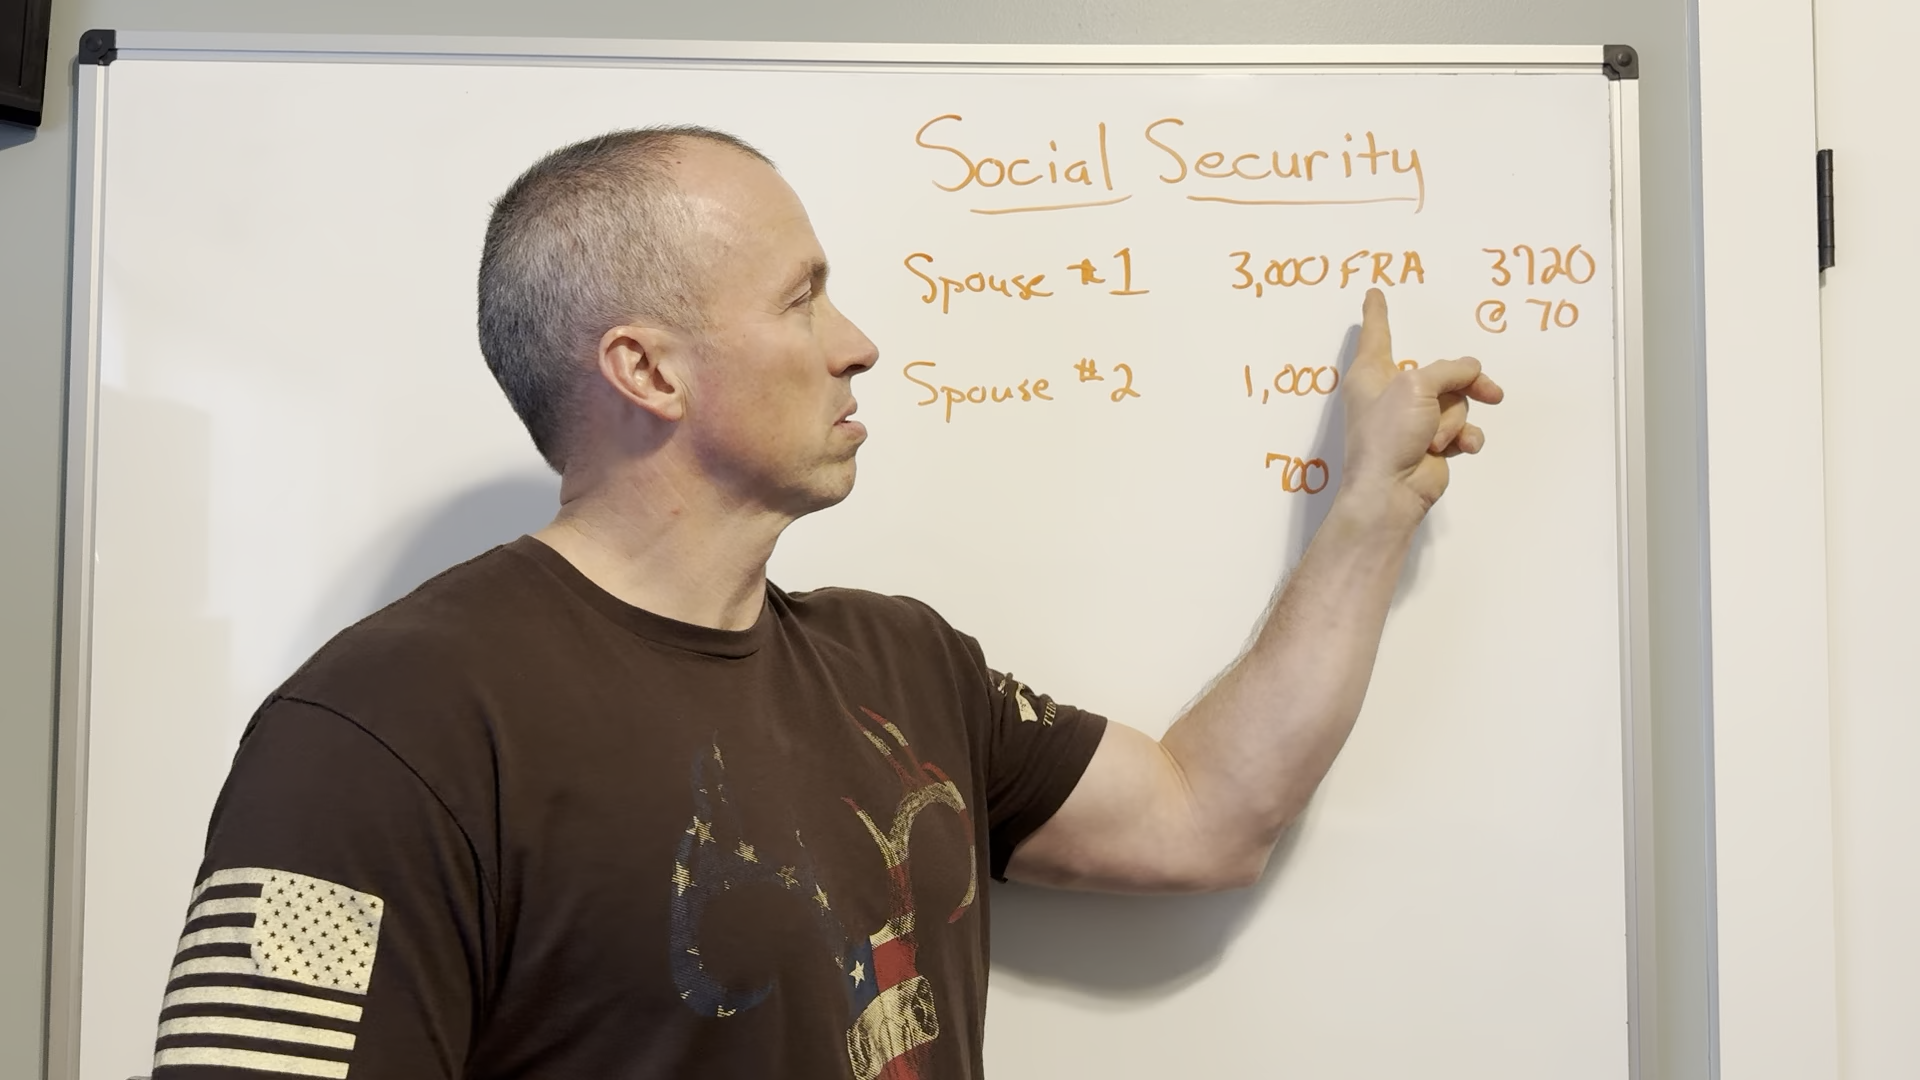 Social Security
Spouse #1 3,000 FRA 3720
@ 70
Spouse #2 1,000
700